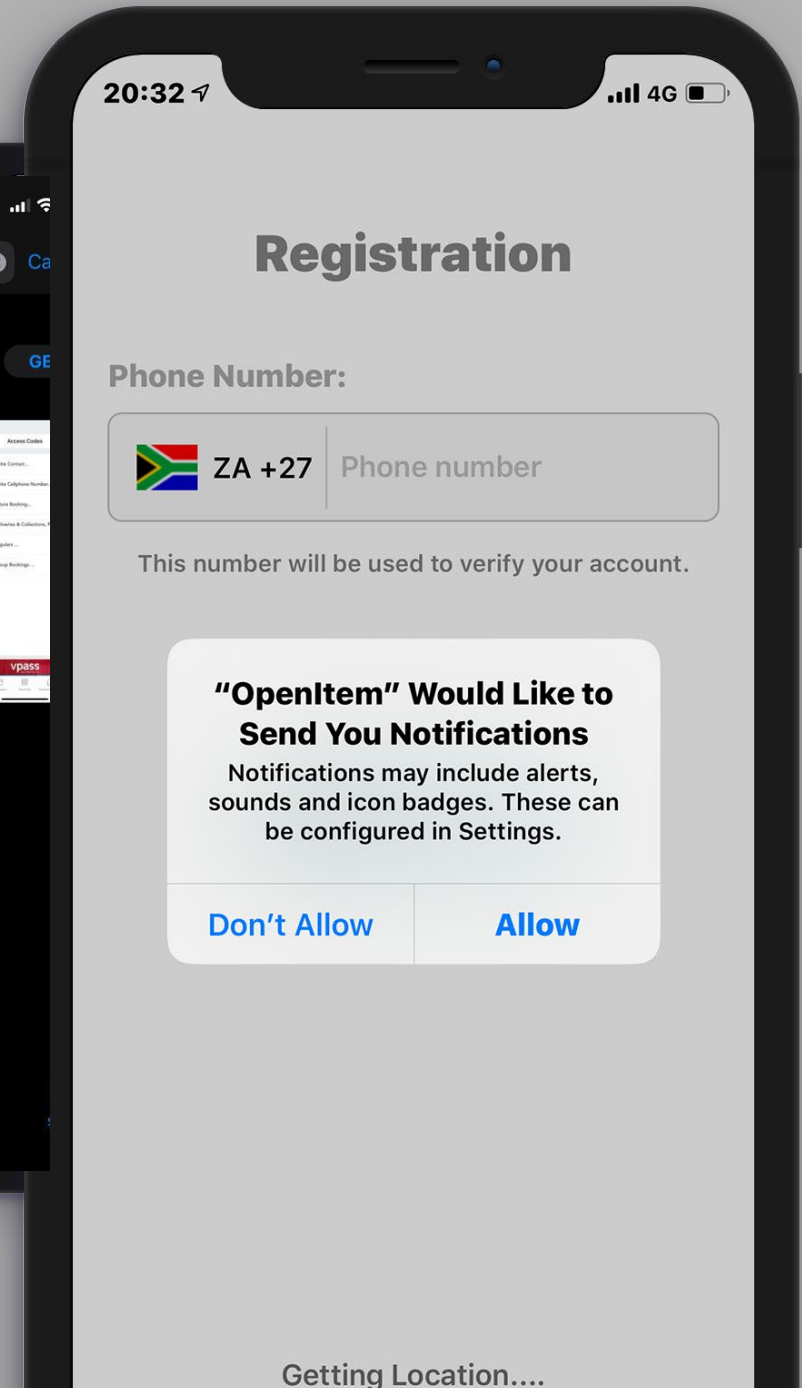 20:32
4G
Registration
Phone Number:
ZA +27
Phone number
This number will be used to verify your account.
“OpenItem” Would Like to
Send You Notifications
Notifications may include alerts,
sounds and icon badges. These can
be configured in Settings.
Don’t Allow
Allow
Getting Location....
Ca
GE
Access Codes
vpass